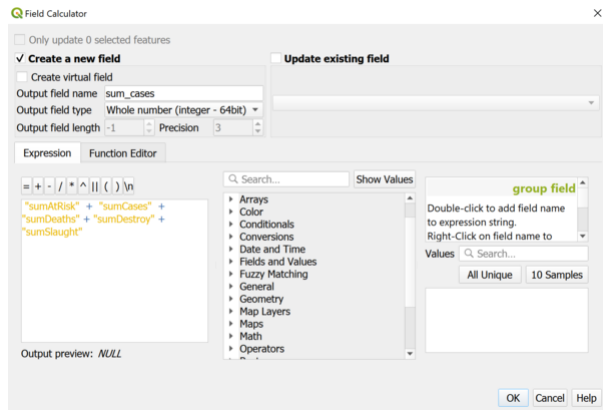 Field Calculator
Only update 0 selected features
Create a new field
Update existing field
Create virtual field
Output field name sum_cases
Output field type Whole number (integer - 64bit)
Output field length -1 Precision 3
Expression Function Editor
= + - / * ^ || ( ) \n
Search... Show Values
"sumAtRisk" + "sumCases" +
"sumDeaths" + "sumDestroy" +
"sumSlaught"
Arrays
Color
Conditionals
Conversions
Date and Time
Fields and Values
Fuzzy Matching
General
Geometry
Map Layers
Maps
Math
Operators
group field
Double-click to add field name
to expression string.
Right-Click on field name to
Values Search...
All Unique 10 Samples
Output preview: NULL
OK Cancel Help